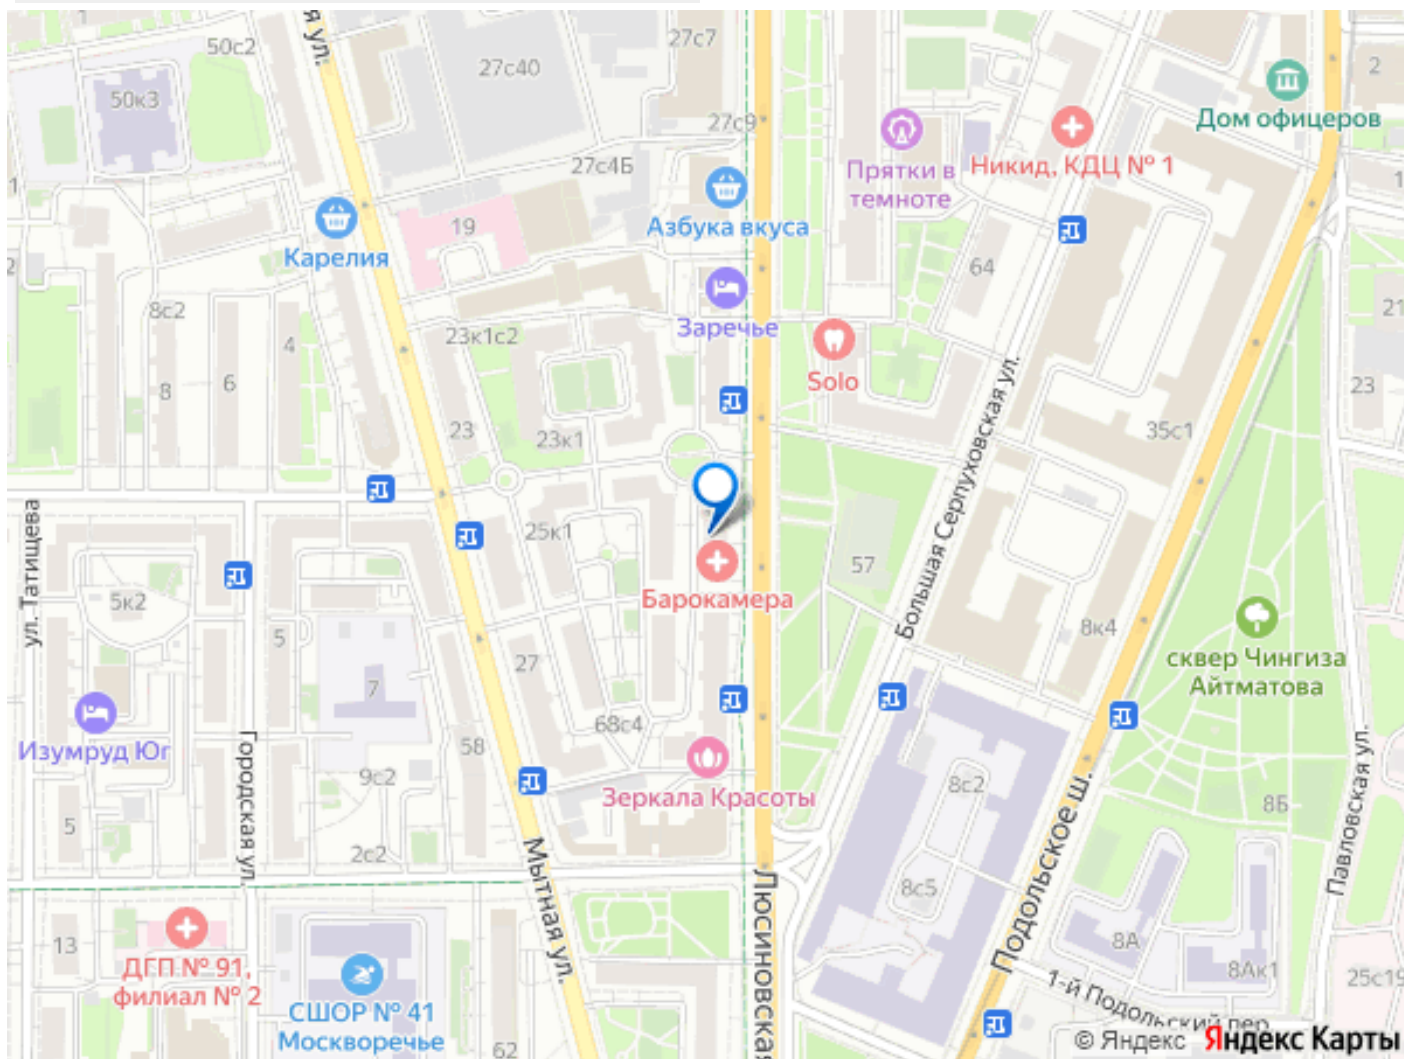 я ул.
50с2
27с7
27с40
2
50к3
Дом офицеров
27с9
Никид, КДЦ № 1
27с4Б
Прятки в
темноте
1
1
19
Азбука вкуса
Карелия
64
2
8с2
Заречье
21
4
23к1с2
8
6
Solo
23
23
23к1
35с1
Большая Серпуховская ул.
ул. Татищева
25к1
57
5к2
Барокамера
8к4
5
27
7
сквер Чингиза
Айтматова
Изумруд Юг
68с4
58
Городская ул.
9с2
Зеркала Красоты
8с2
8Б
Павловская ул.
5
2с2
Подольское ш.
Мытная ул.
Люсиновская
8с5
13
ДГП № 91,
филиал № 2
8А
8Ак1
25с19
СШОР № 41
Москворечье
62
1-й Подольский пер.
© Яндекс Яндекс Карты